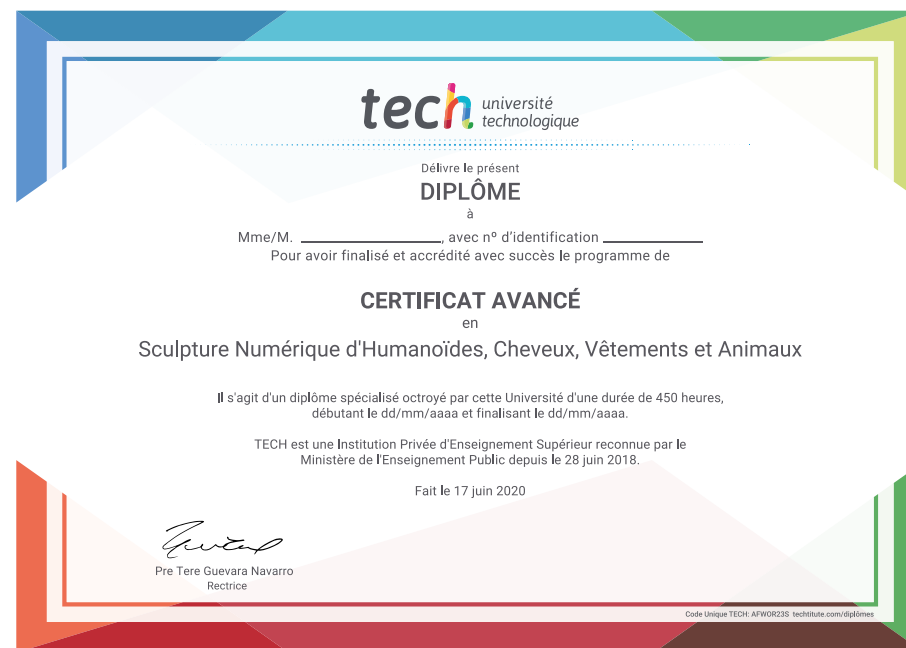 tech université
technologique
Délivre le présent
DIPLÔME
à
Mme/M. ____________________, avec nº d'identification ______________
Pour avoir finalisé et accrédité avec succès le programme de
CERTIFICAT AVANCÉ
en
Sculpture Numérique d'Humanoïdes, Cheveux, Vêtements et Animaux
Il s'agit d'un diplôme spécialisé octroyé par cette Université d'une durée de 450 heures,
débutant le dd/mm/aaaa et finalisant le dd/mm/aaaa.
TECH est une Institution Privée d'Enseignement Supérieur reconnue par le
Ministère de l'Enseignement Public depuis le 28 juin 2018.
Fait le 17 juin 2020
Pre Tere Guevara Navarro
Rectrice
Code Unique TECH: AFWOR23S techtitute.com/diplômes